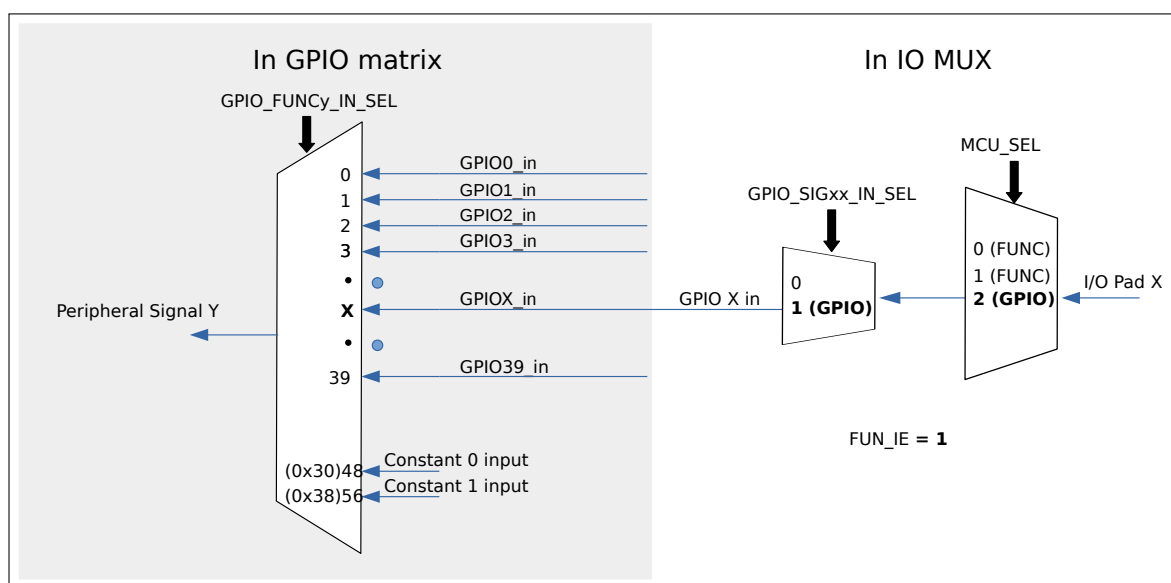 In GPIO matrix
In IO MUX
GPIO_FUNCy_IN_SEL
MCU_SEL
GPIO_SIGxx_IN_SEL
0
GPIO0_in
1
GPIO1_in
2
GPIO2_in
3
GPIO3_in
X
GPIOX_in
GPIO X in
0
1 (GPIO)
0 (FUNC)
1 (FUNC)
2 (GPIO)
I/O Pad X
Peripheral Signal Y
39
GPIO39_in
FUN_IE = 1
(0x30)48
Constant 0 input
(0x38)56
Constant 1 input